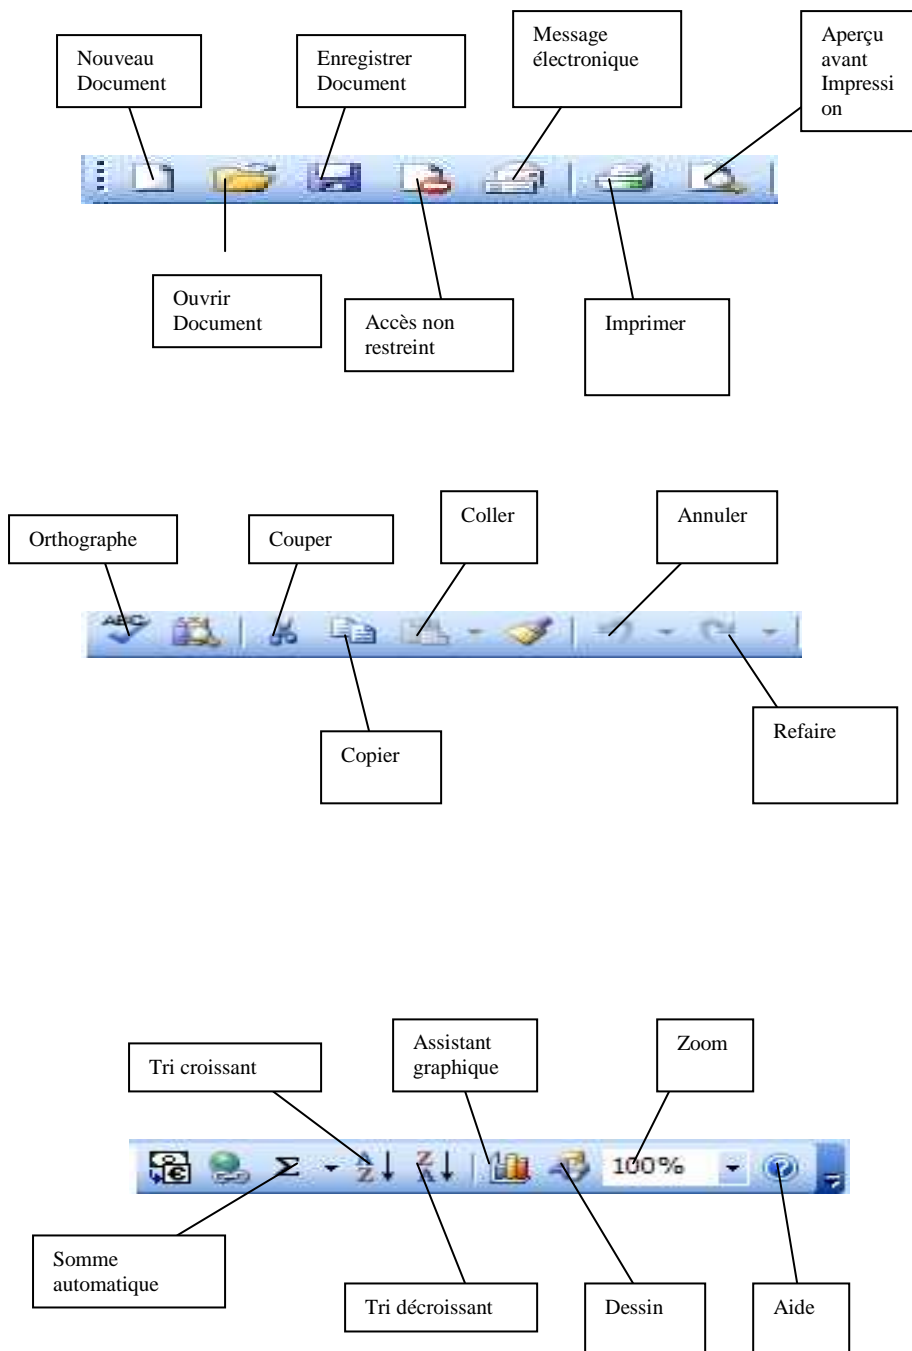 Nouveau
Document
Enregistrer
Document
Message
électronique
Aperçu
avant
Impressi
on
Ouvrir
Document
Accès non
restreint
Imprimer
Orthographe
Couper
Coller
Annuler
ABC
Copier
Refaire
Tri croissant
Assistant
graphique
Zoom
€
Σ
A
Z
Z
A
100%
?
Somme
automatique
Tri décroissant
Dessin
Aide